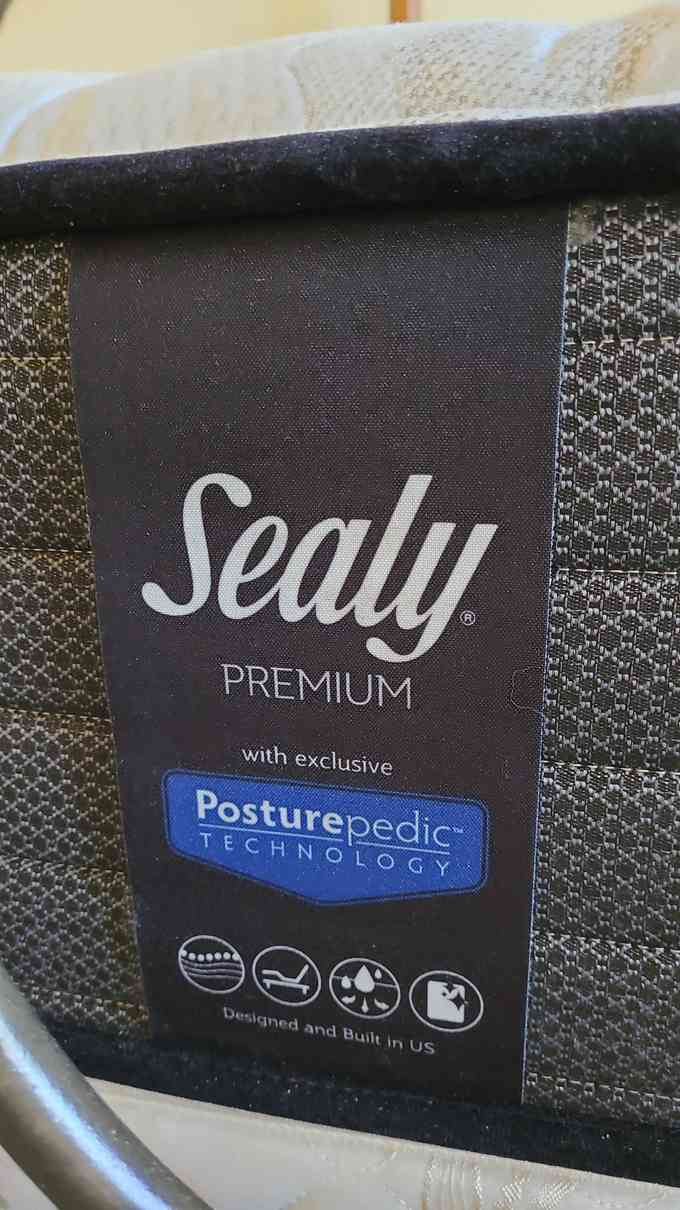 Sealy®
PREMIUM
with exclusive
Posturepedic™
TECHNOLOGY
Designed and Built in US